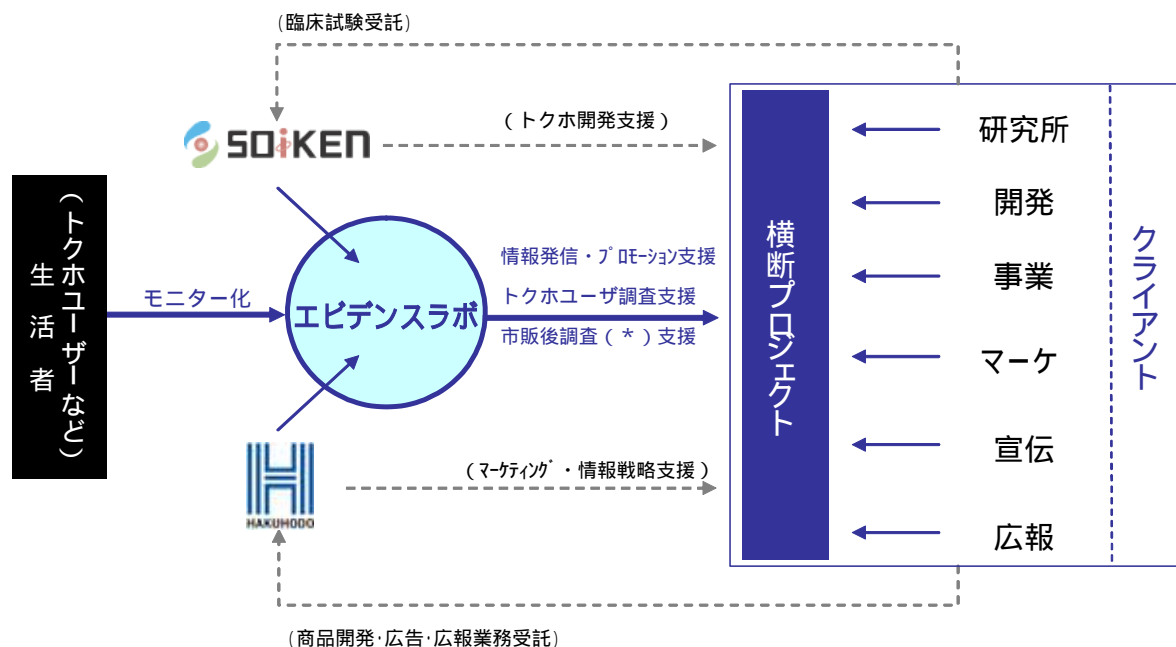 (臨床試験受託)
SOiKEN
(トクホ開発支援)
(トクホユーザーなど)
生活者
モニター化
エビデンスラボ
情報発信・プロモーション支援
トクホユーザ調査支援
市販後調査(*)支援
HAKUHODO
(マーケティング・情報戦略支援)
(商品開発・広告・広報業務受託)
横断プロジェクト
研究所
開発
事業
マーケ
宣伝
広報
クライアント